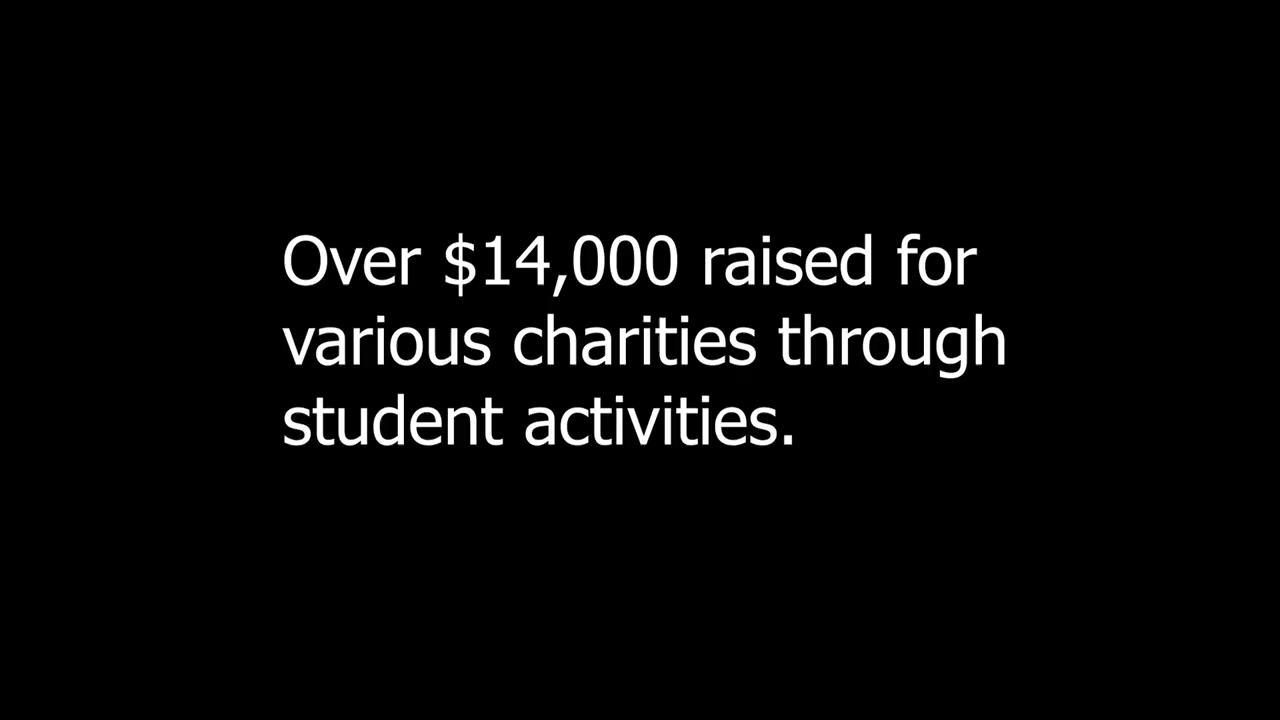 Over $14,000 raised for
various charities through
student activities.